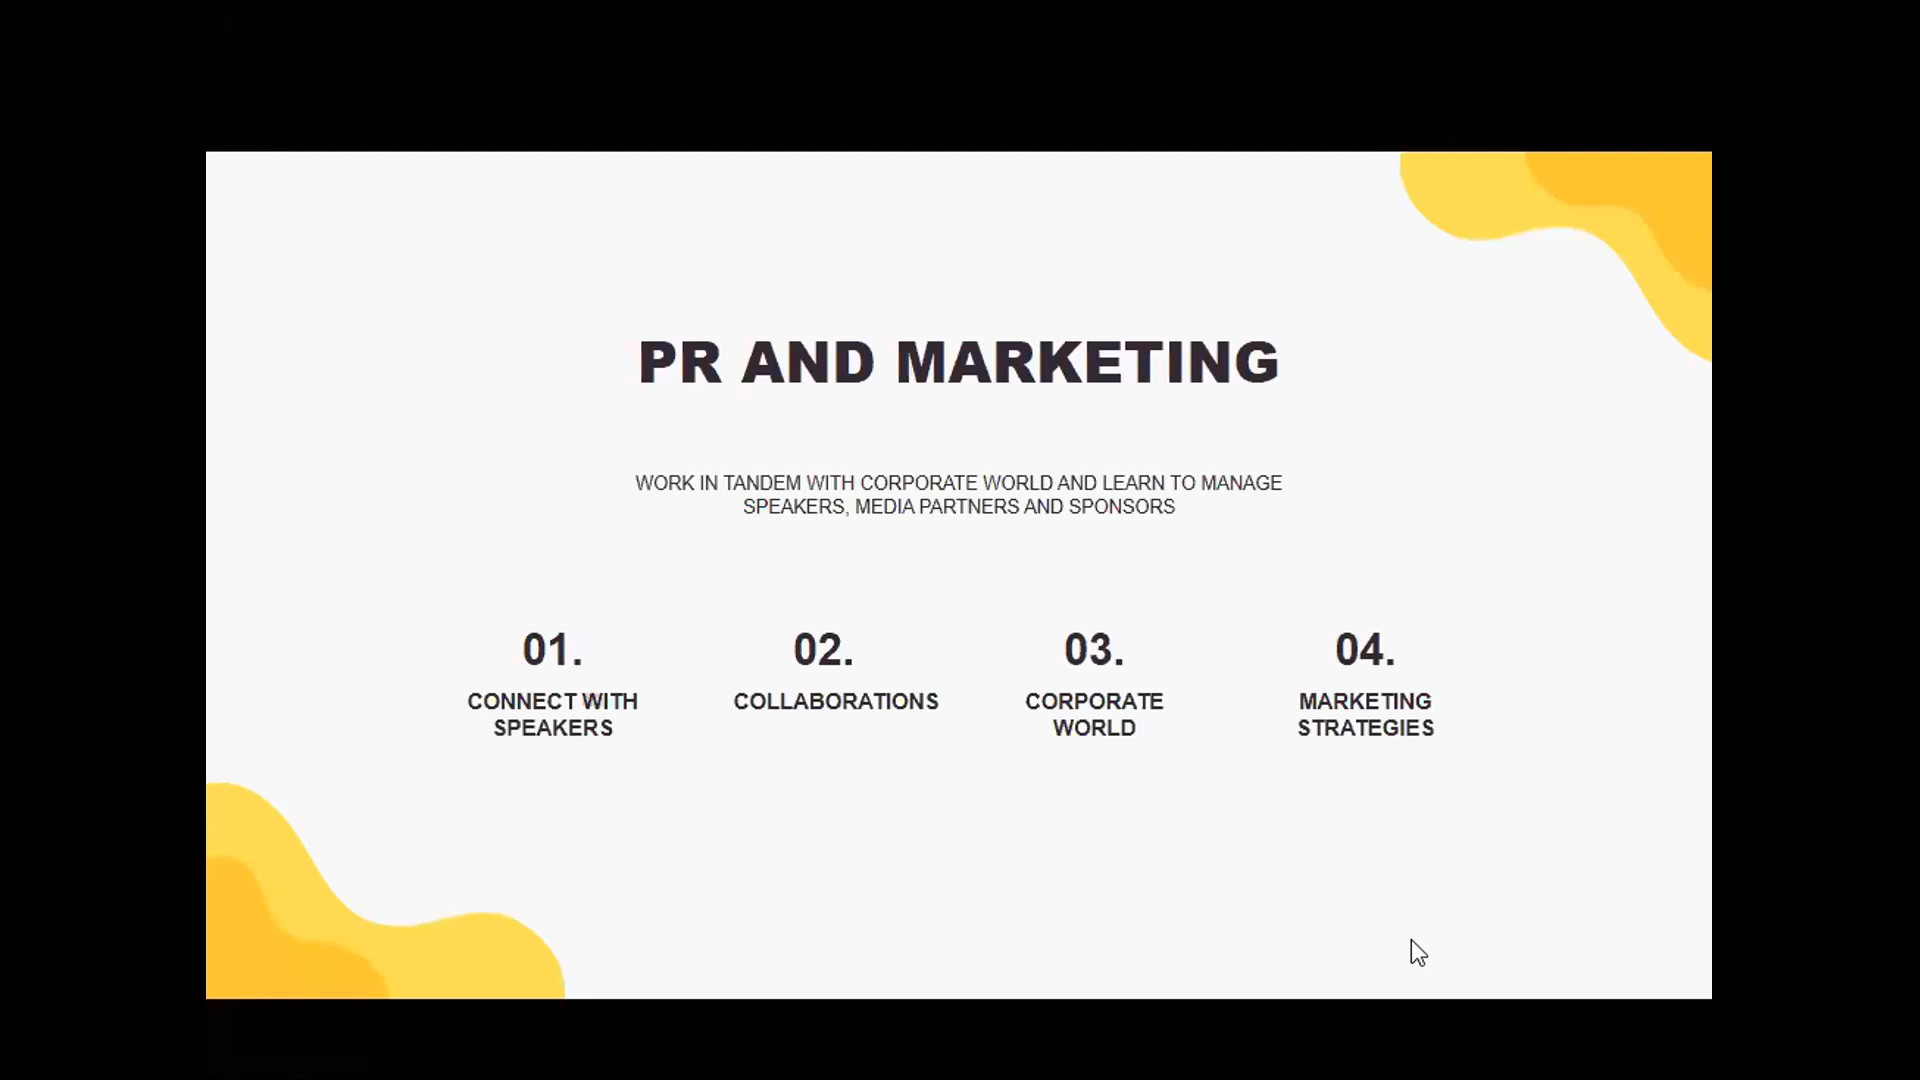 PR AND MARKETING
WORK IN TANDEM WITH CORPORATE WORLD AND LEARN TO MANAGE
SPEAKERS, MEDIA PARTNERS AND SPONSORS
01.
CONNECT WITH
SPEAKERS
02.
COLLABORATIONS
03.
CORPORATE
WORLD
04.
MARKETING
STRATEGIES